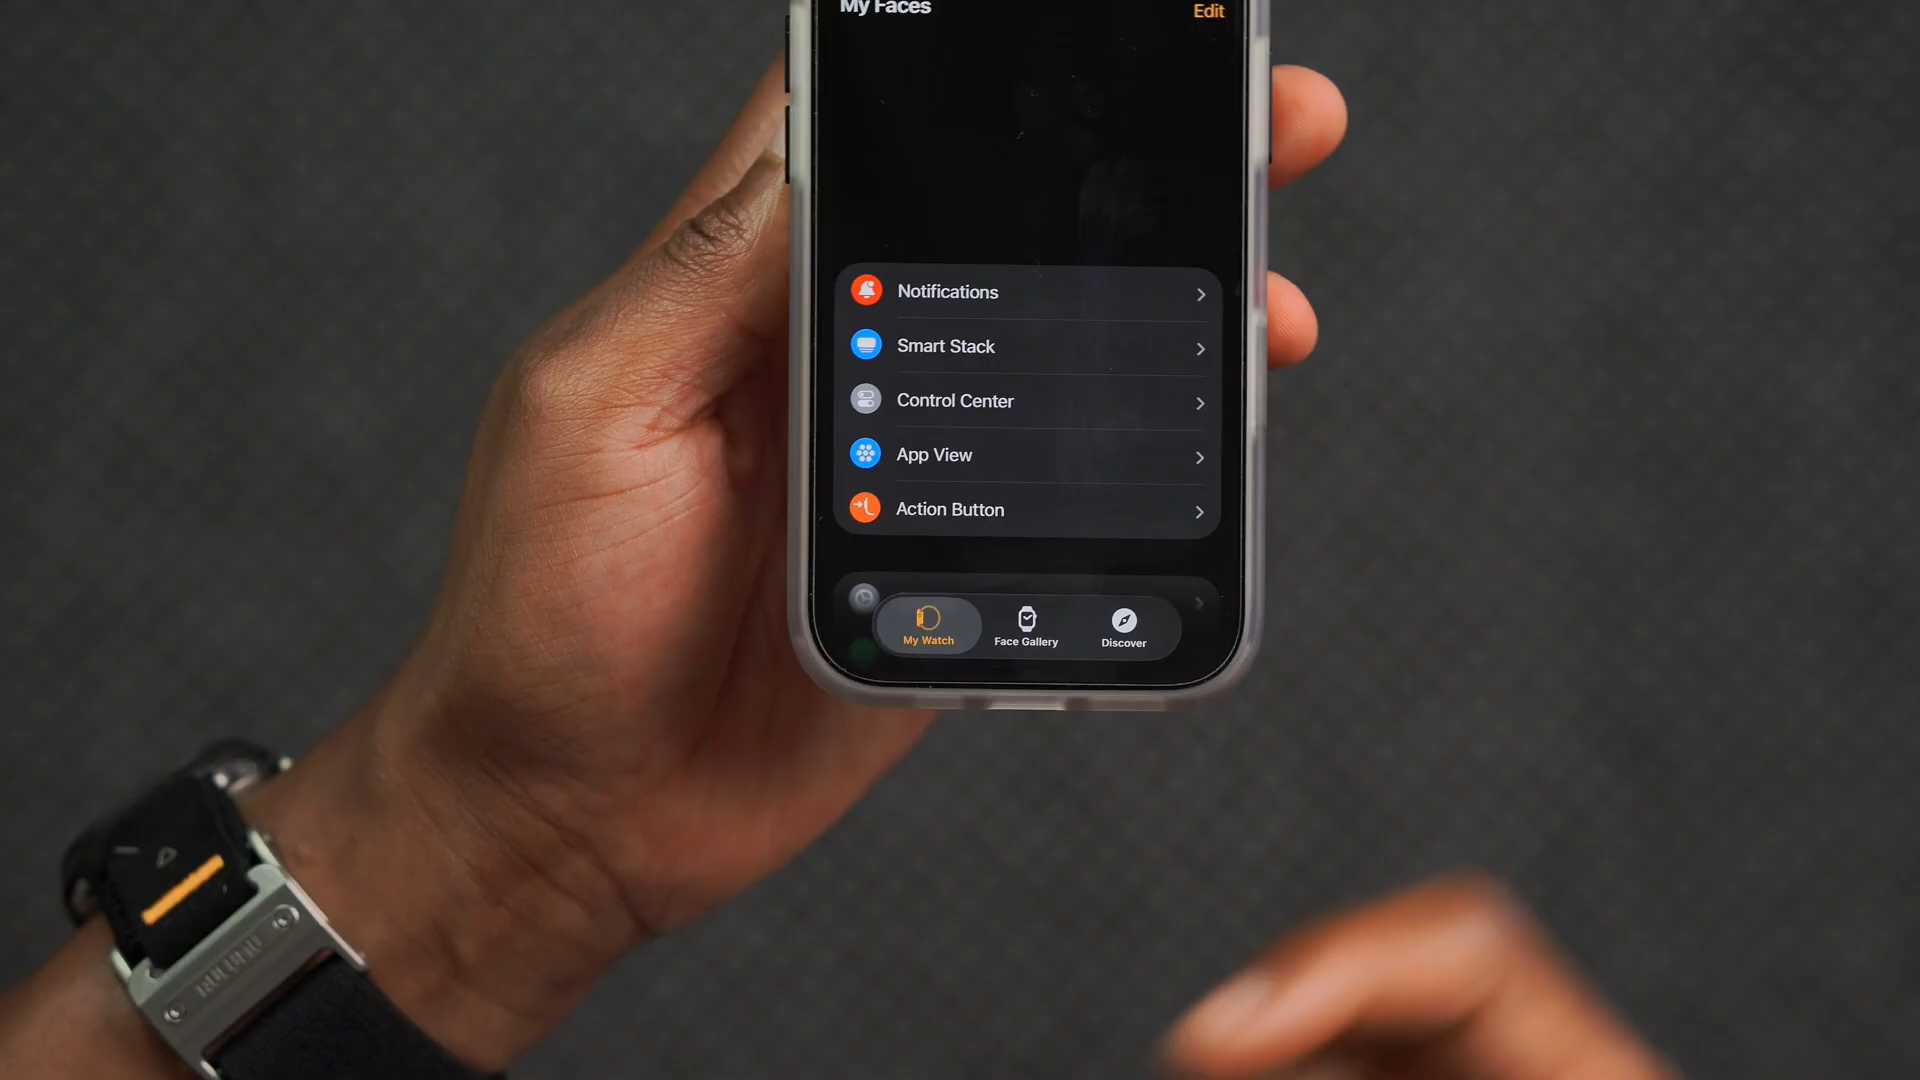 My Faces
Edit
Notifications
Smart Stack
Control Center
App View
Action Button
My Watch
Face Gallery
Discover